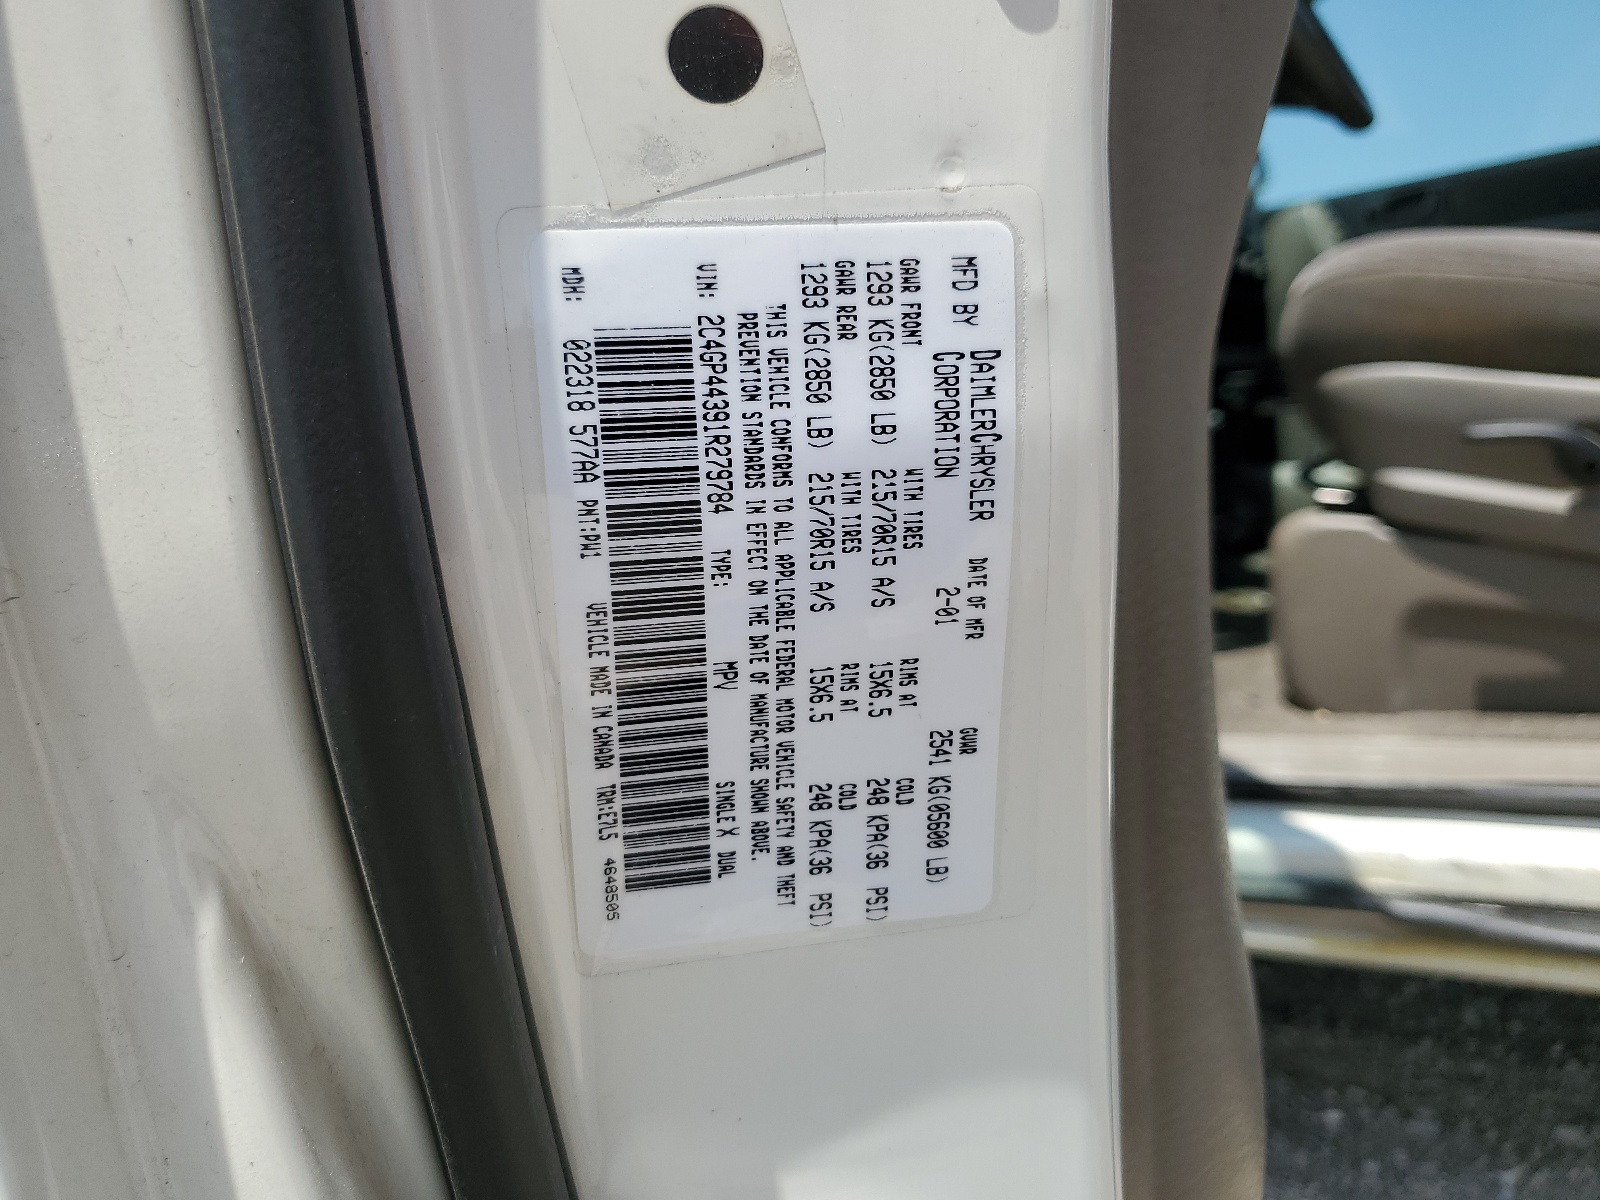 MFD BY DAIMLERCHRYSLER CORPORATION DATE OF MFR 2-01 GVWR 2541 KG(05600 LB)
GAWR FRONT WITH TIRES RIMS AT COLD
1293 KG(2850 LB) 215/70R15 A/S 15X6.5 248 KPA(36 PSI)
GAWR REAR WITH TIRES RIMS AT COLD
1293 KG(2850 LB) 215/70R15 A/S 15X6.5 248 KPA(36 PSI)
THIS VEHICLE CONFORMS TO ALL APPLICABLE FEDERAL MOTOR VEHICLE SAFETY AND THEFT
PREVENTION STANDARDS IN EFFECT ON THE DATE OF MANUFACTURE SHOWN ABOVE.
VIN: 2C4GP44391R279784 TYPE: MPV SINGLE X DUAL
MDH: 022318 577AA PNT:PW1 VEHICLE MADE IN CANADA TRM:E7L5 4648505